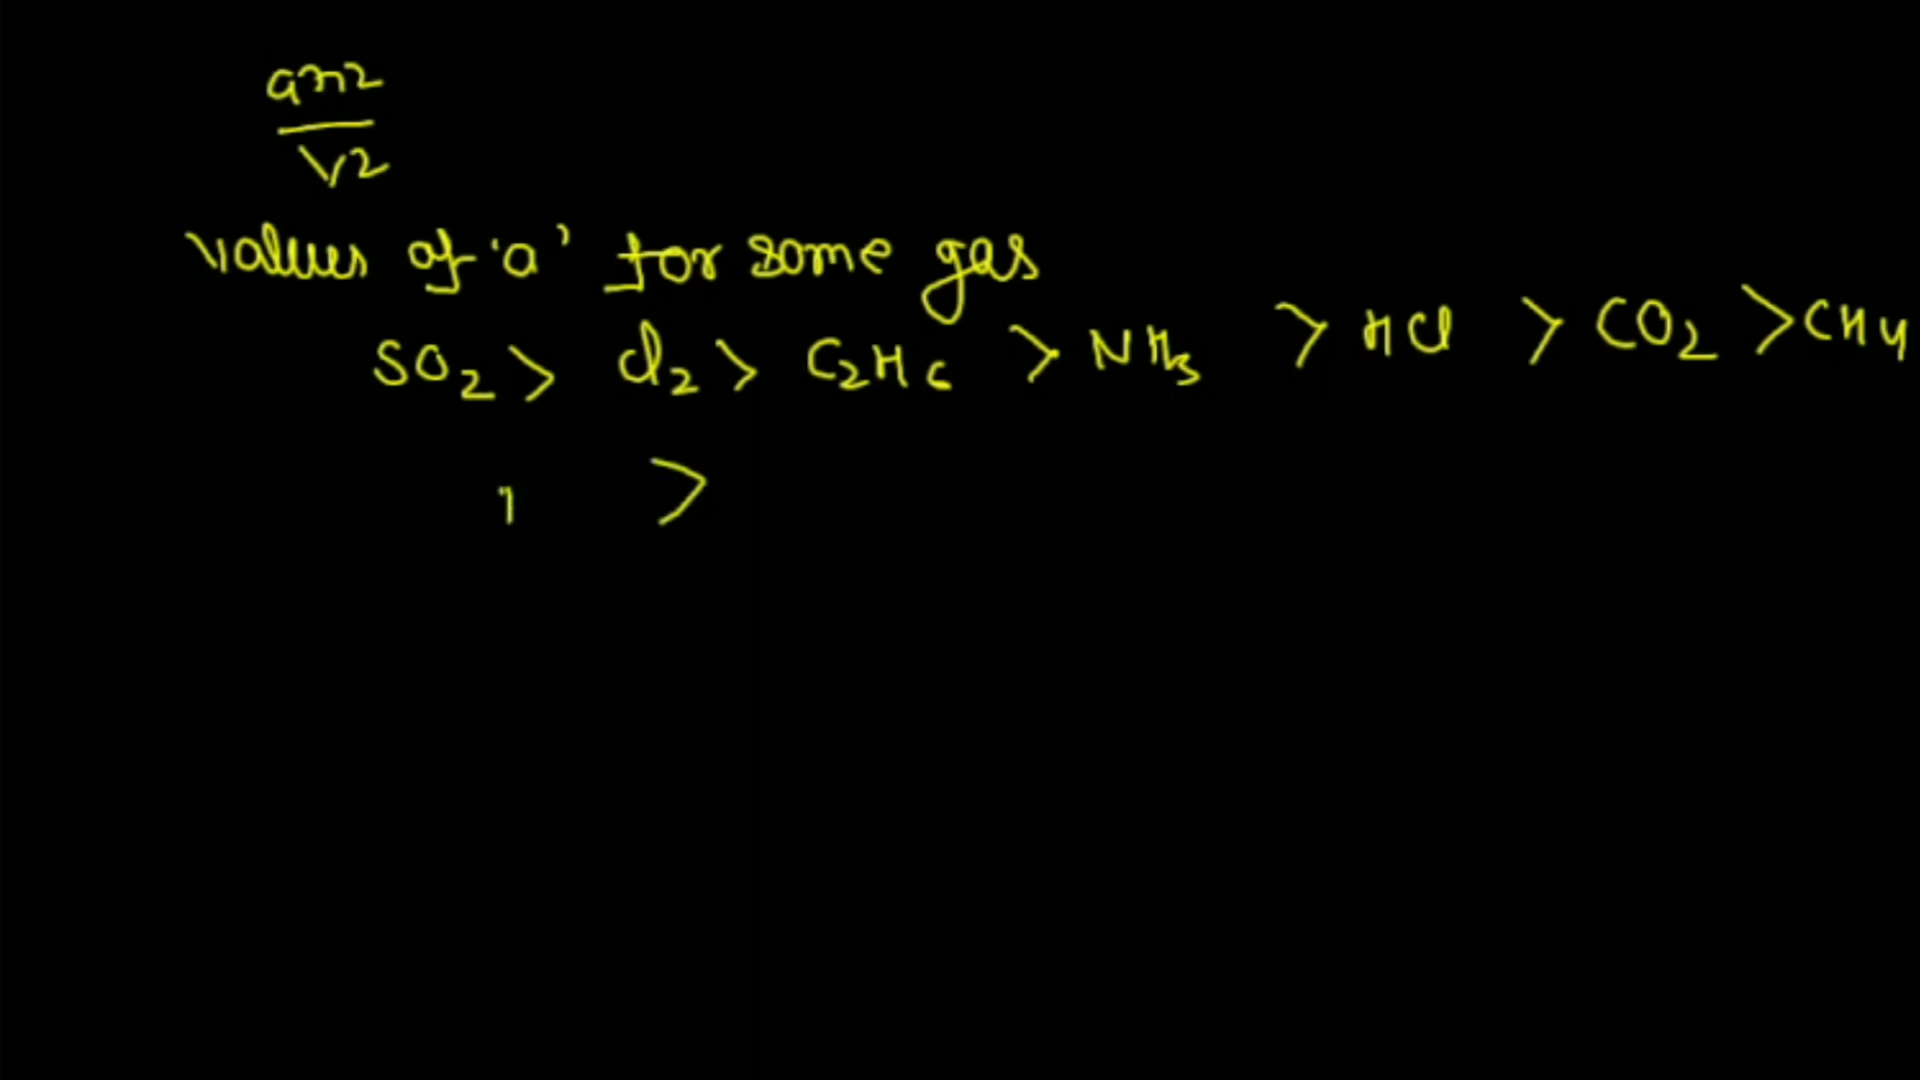 an2
V2
values of 'a' for some gas
SO2 > Cl2 > C2H6 > NH3 > HCl > CO2 > CH4
1 >